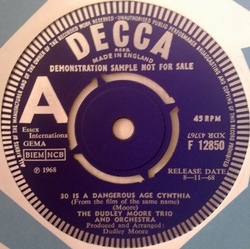 DECCA
MADE IN ENGLAND
DEMONSTRATION SAMPLE NOT FOR SALE
A
45 RPM
Essex
International
GEMA
BIEM NCB
℗ 1968
F 12850
RELEASE DATE
8-11-68
30 IS A DANGEROUS AGE CYNTHIA
(From the film of the same name)
(Moore)
THE DUDLEY MOORE TRIO
AND ORCHESTRA
Produced and Arranged:
Dudley Moore